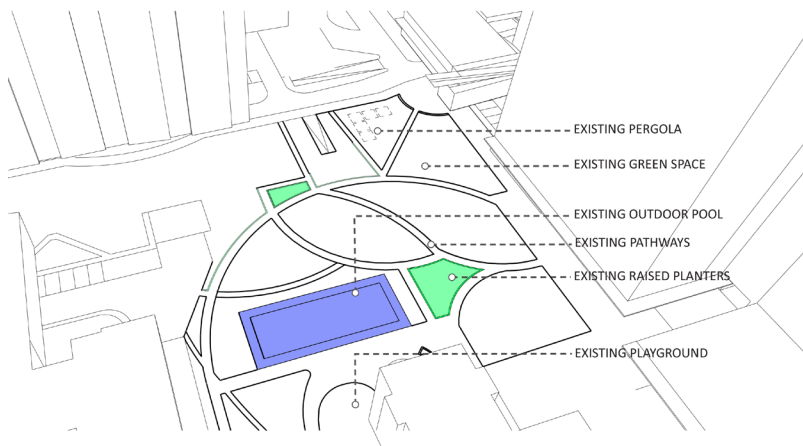 EXISTING PERGOLA
EXISTING GREEN SPACE
EXISTING OUTDOOR POOL
EXISTING PATHWAYS
EXISTING RAISED PLANTERS
EXISTING PLAYGROUND